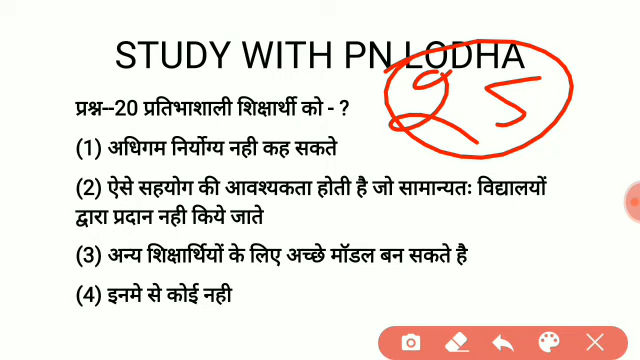 STUDY WITH PN LODHA
25
प्रश्न--20 प्रतिभाशाली शिक्षार्थी को - ?
(1) अधिगम निर्योग्य नही कह सकते
(2) ऐसे सहयोग की आवश्यकता होती है जो सामान्यतः विद्यालयों
द्वारा प्रदान नही किये जाते
(3) अन्य शिक्षार्थियों के लिए अच्छे मॉडल बन सकते है
(4) इनमे से कोई नही